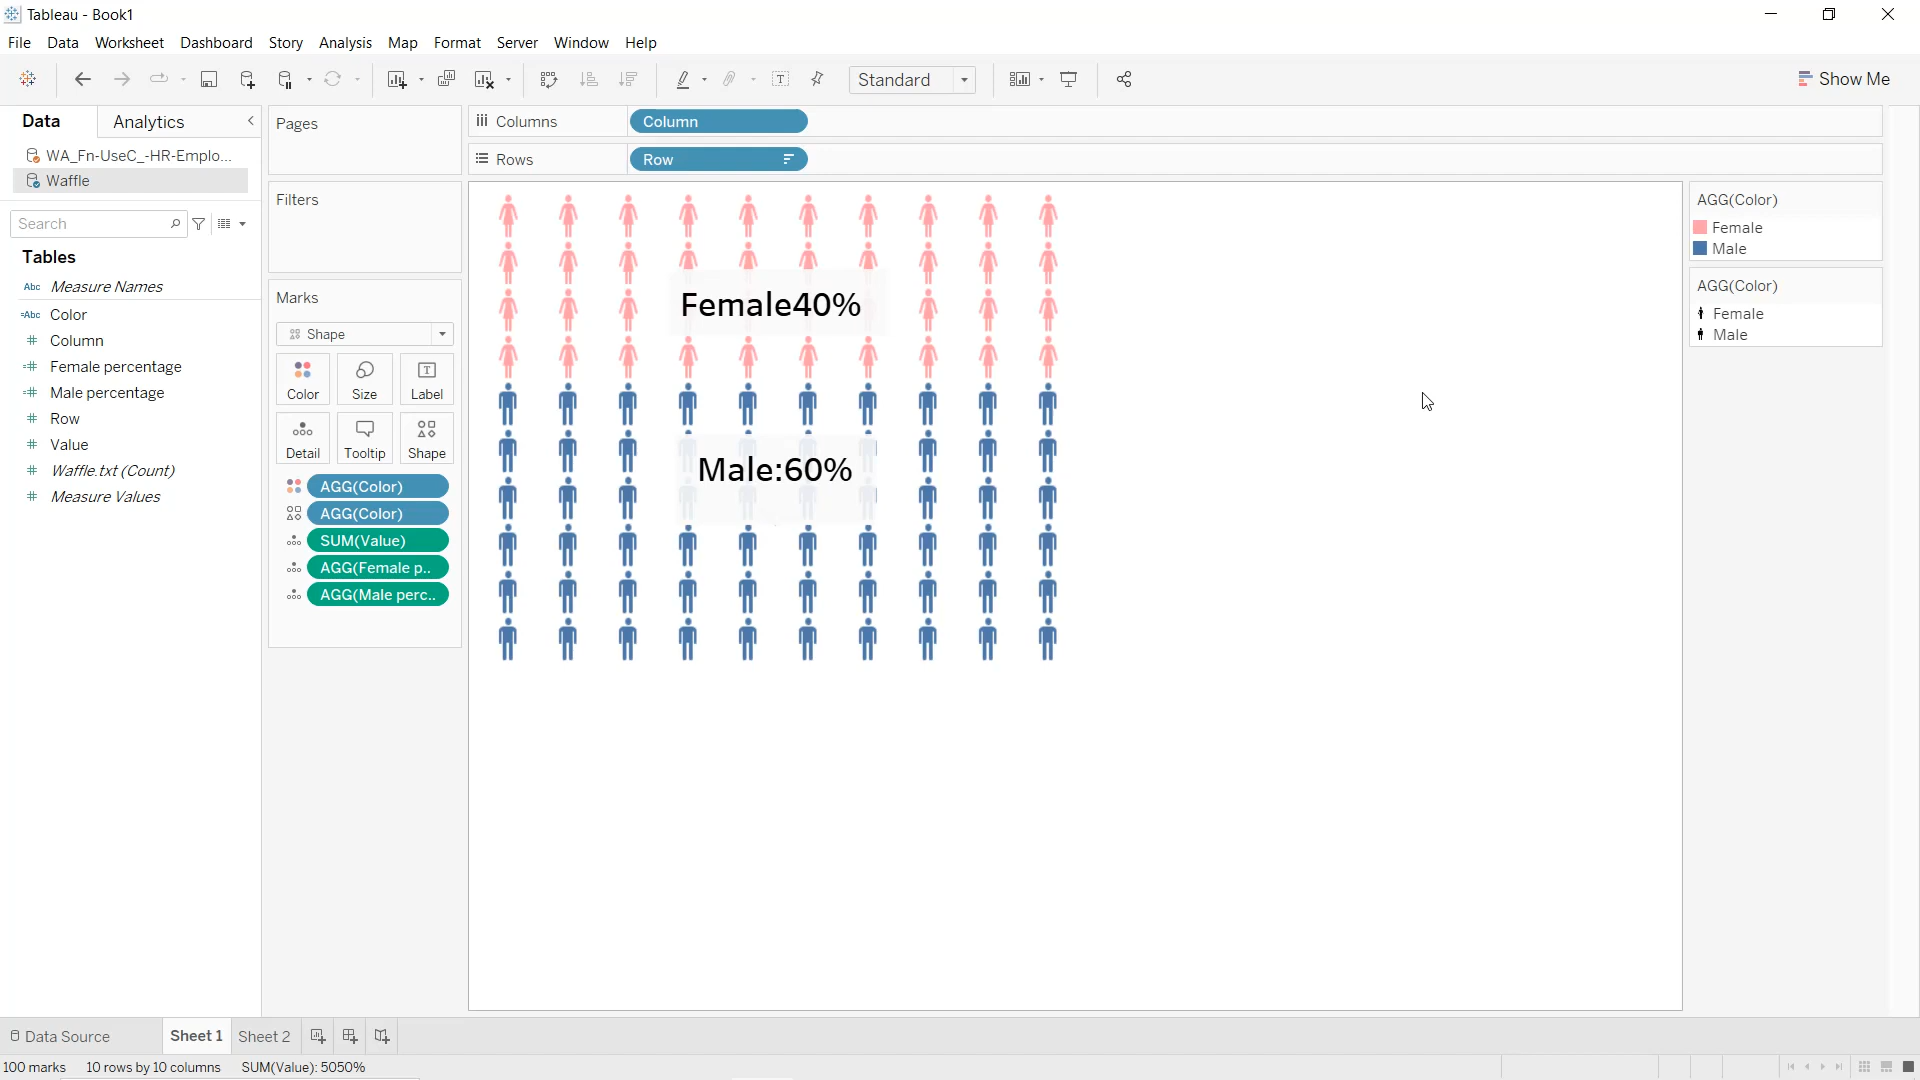 Tableau - Book1
File Data Worksheet Dashboard Story Analysis Map Format Server Window Help
Standard
Show Me
Data Analytics
WA_Fn-UseC_-HR-Emplo...
Waffle
Search
Tables
Abc Measure Names
=Abc Color
# Column
=# Female percentage
=# Male percentage
# Row
# Value
# Waffle.txt (Count)
# Measure Values
Pages
Filters
Marks
Shape
Color Size Label
Detail Tooltip Shape
AGG(Color)
AGG(Color)
SUM(Value)
AGG(Female p..
AGG(Male perc..
Columns Column
Rows Row
Female40%
Male:60%
AGG(Color)
Female
Male
AGG(Color)
Female
Male
Data Source Sheet 1 Sheet 2
100 marks 10 rows by 10 columns SUM(Value): 5050%